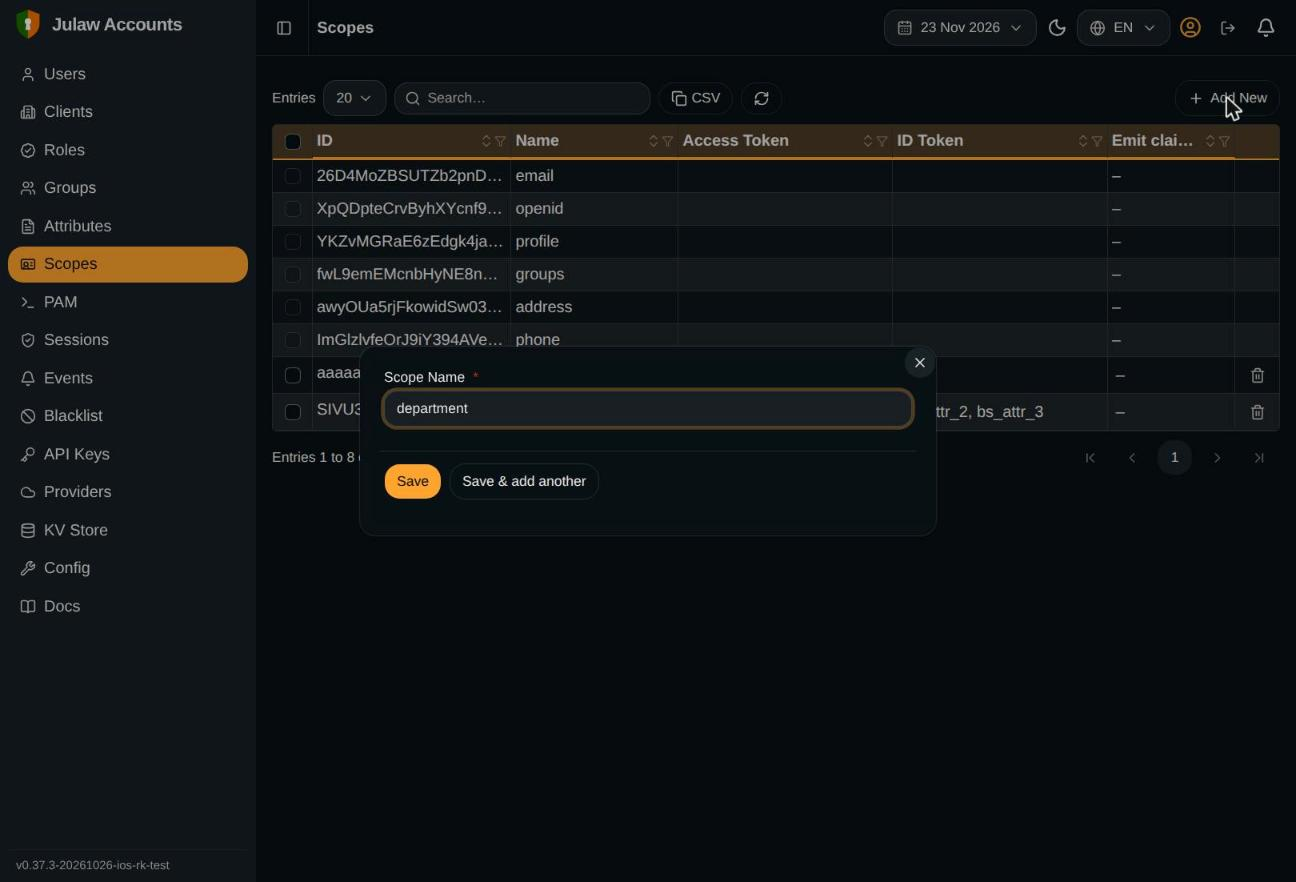 Julaw Accounts
Scopes
23 Nov 2026
EN
Users
Clients
Roles
Groups
Attributes
Scopes
PAM
Sessions
Events
Blacklist
API Keys
Providers
KV Store
Config
Docs
v0.37.3-20261026-ios-rk-test
Entries 20 Search… CSV Add New
ID Name Access Token ID Token Emit clai…
26D4MoZBSUTZb2pnD… email –
XpQDpteCrvByhXYcnf9… openid –
YKZvMGRaE6zEdgk4ja… profile –
fwL9emEMcnbHyNE8n… groups –
awyOUa5rjFkowidSw03… address –
phone –
aaaaa –
SIVU3 ttr_2, bs_attr_3 –
Entries 1 to 8
1
Scope Name *
department
Save Save & add another